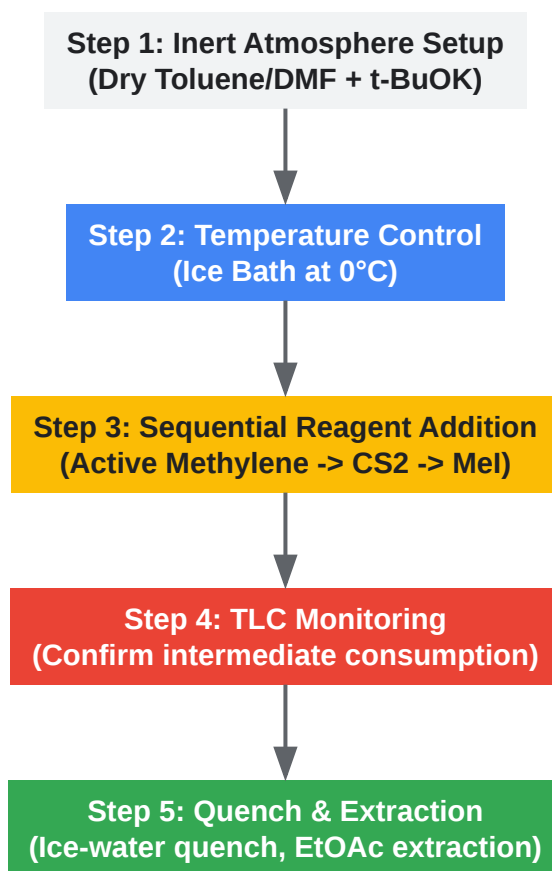 Step 1: Inert Atmosphere Setup
(Dry Toluene/DMF + t-BuOK)
Step 2: Temperature Control
(Ice Bath at 0°C)
Step 3: Sequential Reagent Addition
(Active Methylene -> CS2 -> MeI)
Step 4: TLC Monitoring
(Confirm intermediate consumption)
Step 5: Quench & Extraction
(Ice-water quench, EtOAc extraction)